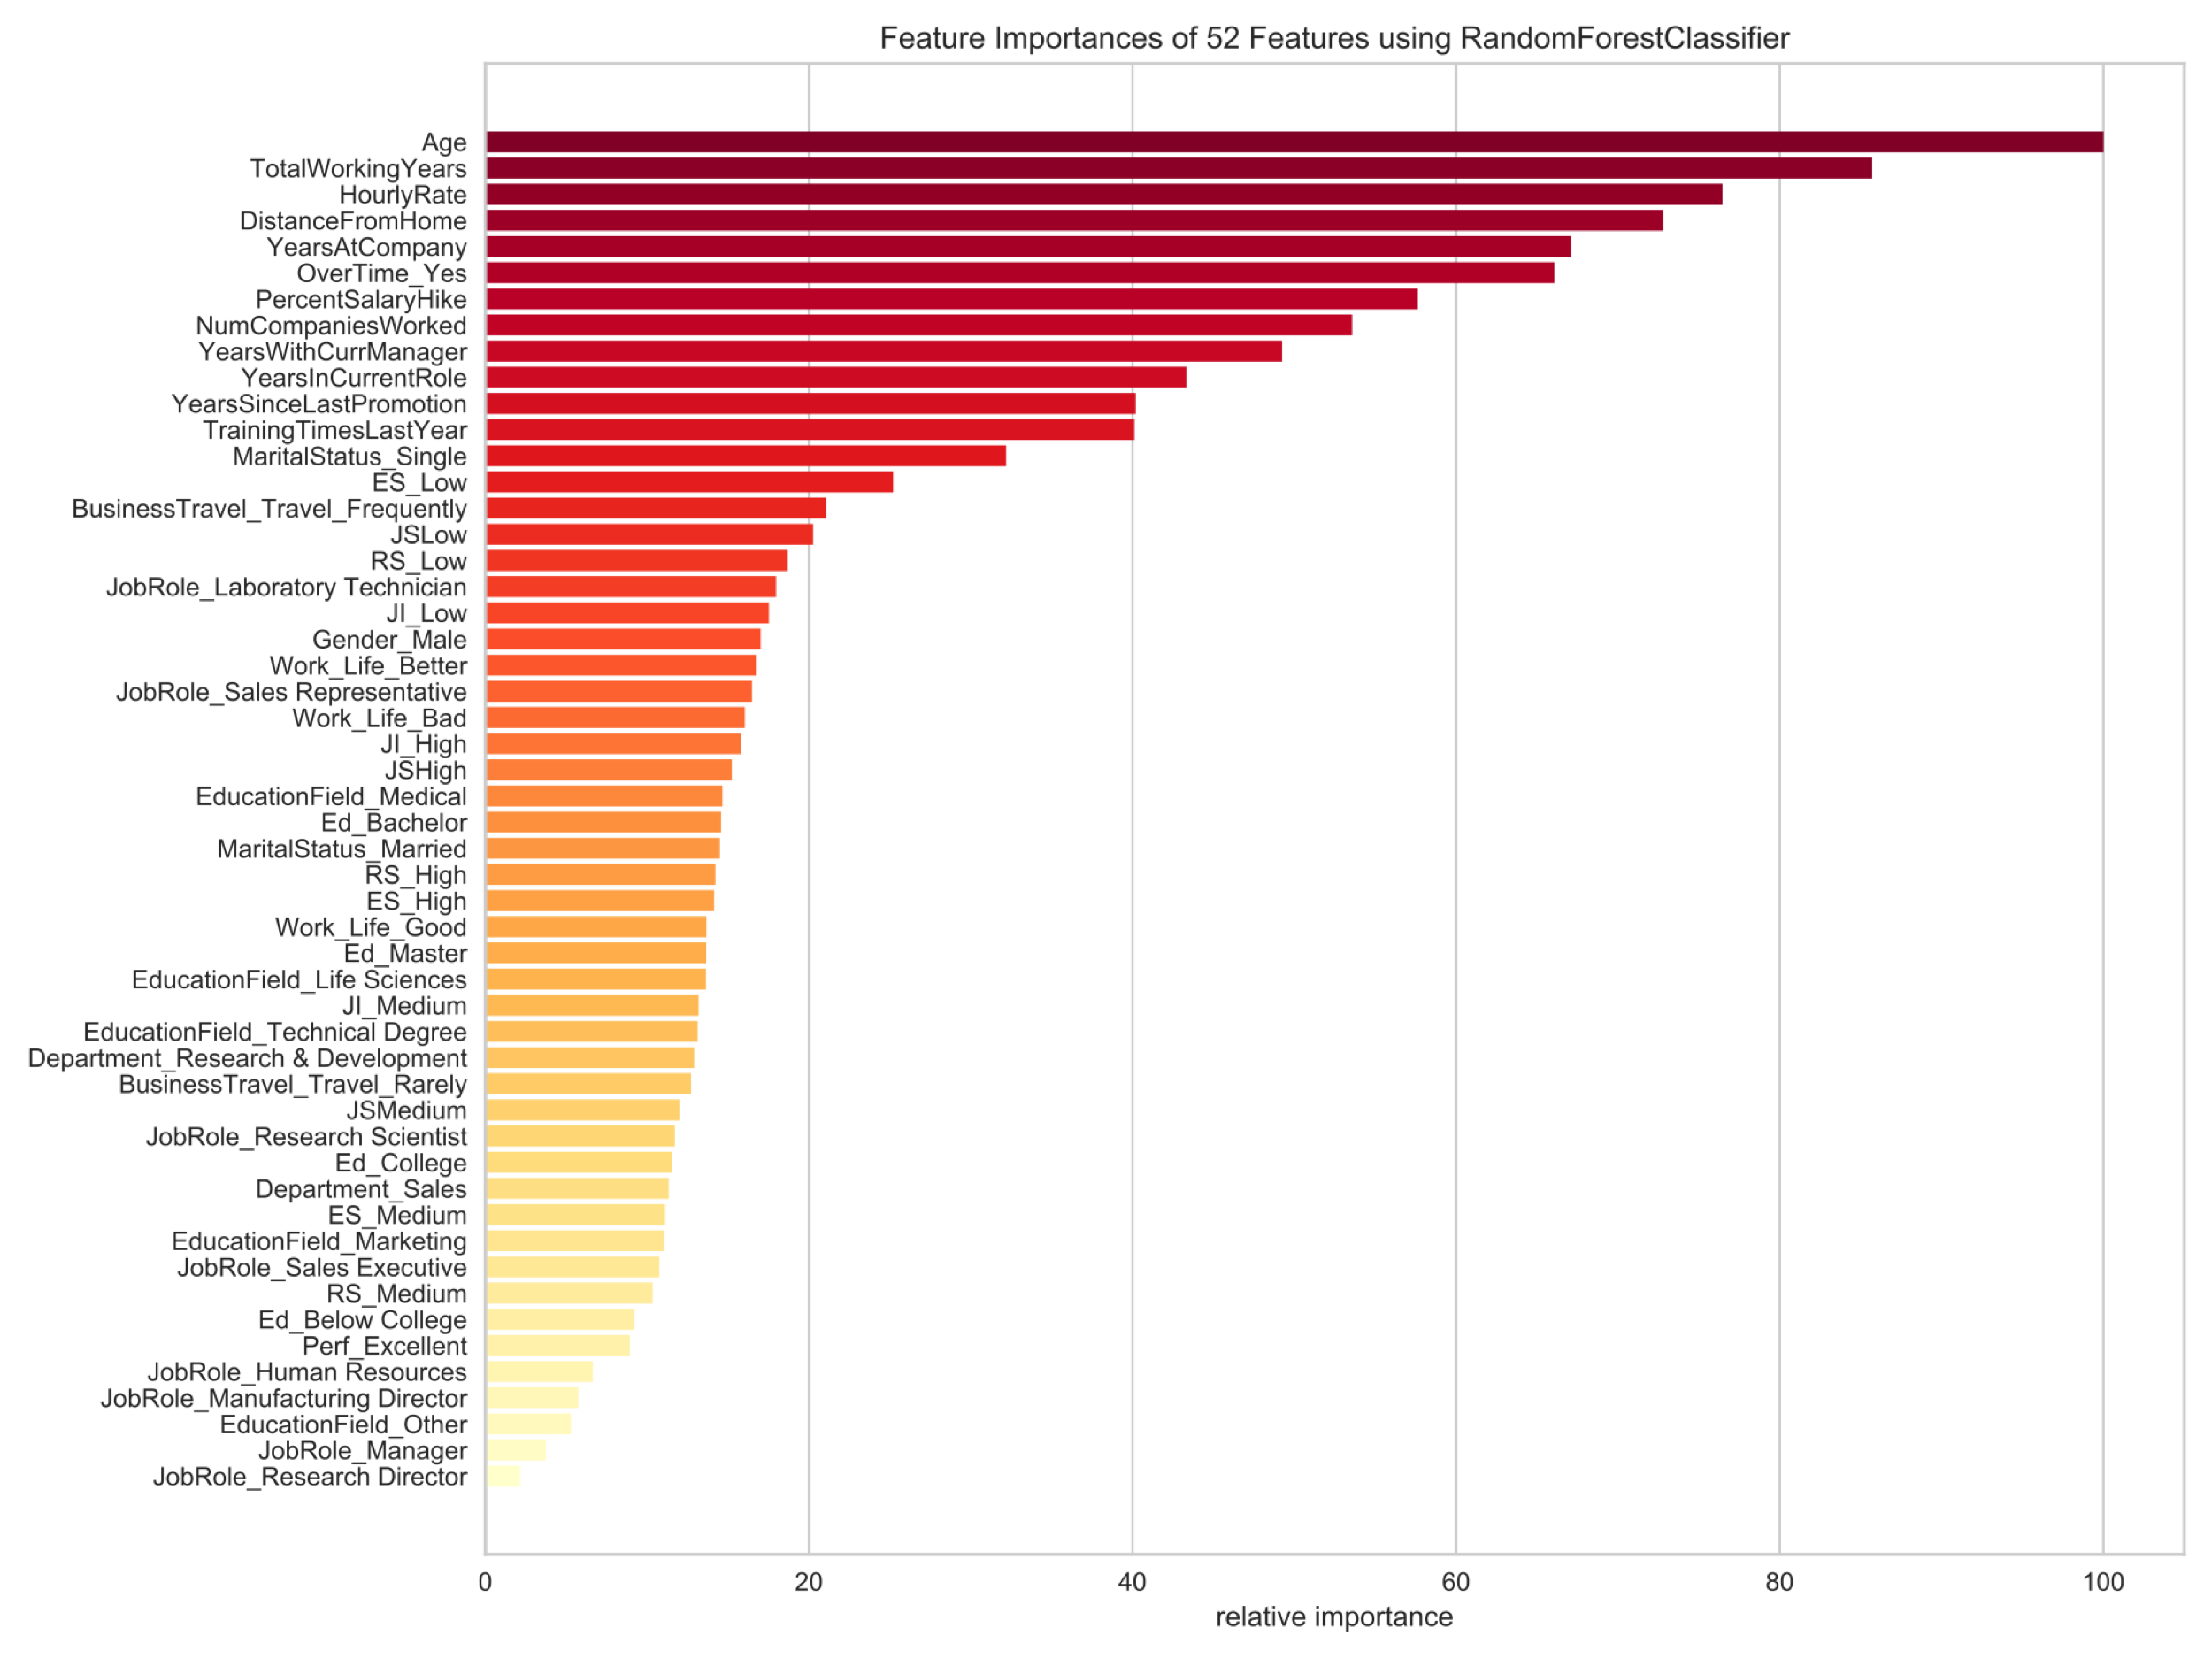 Feature Importances of 52 Features using RandomForestClassifier
Age
TotalWorkingYears
HourlyRate
DistanceFromHome
YearsAtCompany
OverTime_Yes
PercentSalaryHike
NumCompaniesWorked
YearsWithCurrManager
YearsInCurrentRole
YearsSinceLastPromotion
TrainingTimesLastYear
MaritalStatus_Single
ES_Low
BusinessTravel_Travel_Frequently
JSLow
RS_Low
JobRole_Laboratory Technician
JI_Low
Gender_Male
Work_Life_Better
JobRole_Sales Representative
Work_Life_Bad
JI_High
JSHigh
EducationField_Medical
Ed_Bachelor
MaritalStatus_Married
RS_High
ES_High
Work_Life_Good
Ed_Master
EducationField_Life Sciences
JI_Medium
EducationField_Technical Degree
Department_Research & Development
BusinessTravel_Travel_Rarely
JSMedium
JobRole_Research Scientist
Ed_College
Department_Sales
ES_Medium
EducationField_Marketing
JobRole_Sales Executive
RS_Medium
Ed_Below College
Perf_Excellent
JobRole_Human Resources
JobRole_Manufacturing Director
EducationField_Other
JobRole_Manager
JobRole_Research Director
0 20 40 60 80 100
relative importance